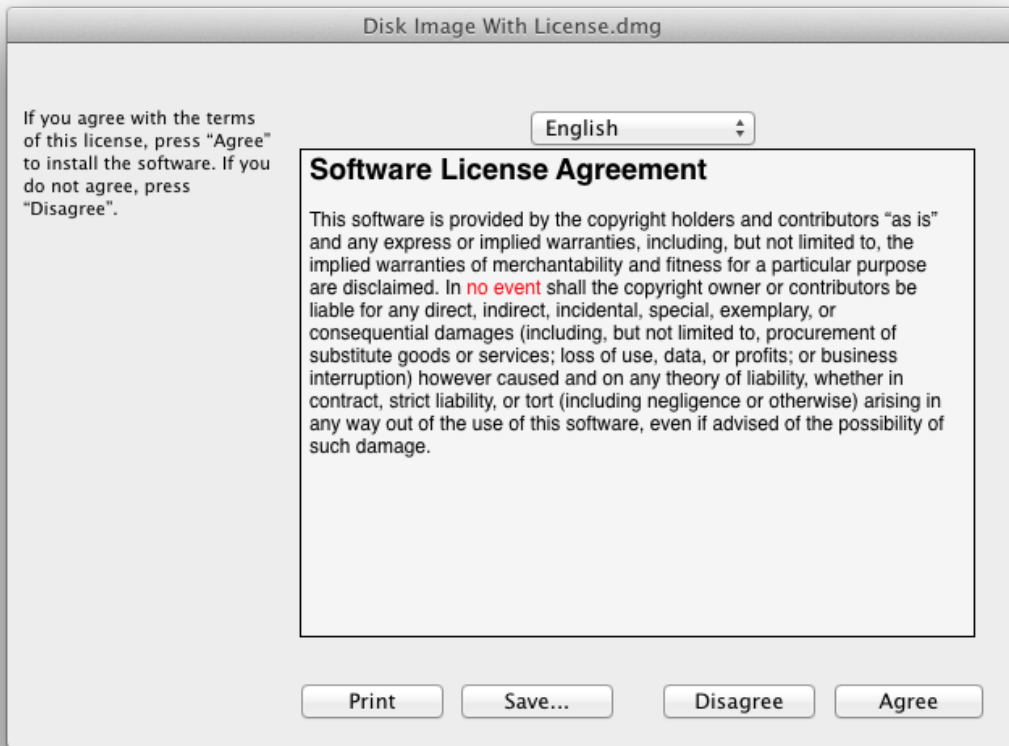 Disk Image With License.dmg
If you agree with the terms
of this license, press “Agree”
to install the software. If you
do not agree, press
“Disagree”.
English
Software License Agreement
This software is provided by the copyright holders and contributors “as is”
and any express or implied warranties, including, but not limited to, the
implied warranties of merchantability and fitness for a particular purpose
are disclaimed. In no event shall the copyright owner or contributors be
liable for any direct, indirect, incidental, special, exemplary, or
consequential damages (including, but not limited to, procurement of
substitute goods or services; loss of use, data, or profits; or business
interruption) however caused and on any theory of liability, whether in
contract, strict liability, or tort (including negligence or otherwise) arising in
any way out of the use of this software, even if advised of the possibility of
such damage.
Print
Save...
Disagree
Agree